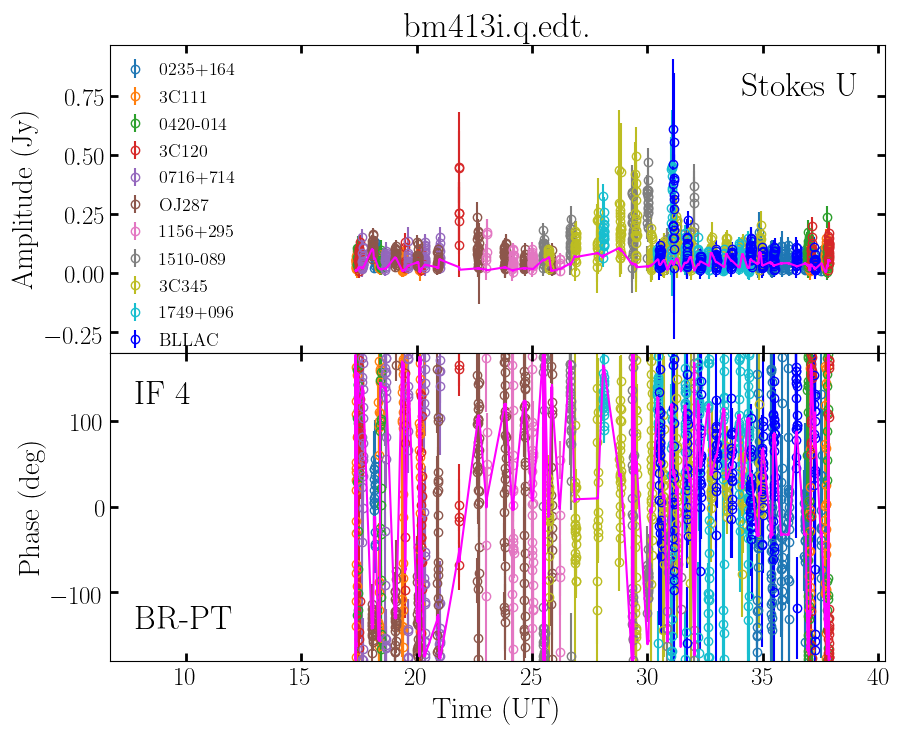 bm413i.q.edt.
Stokes U
Amplitude (Jy)
0.75
0.50
0.25
0.00
−0.25
0235+164
3C111
0420-014
3C120
0716+714
OJ287
1156+295
1510-089
3C345
1749+096
BLLAC
IF 4
Phase (deg)
100
0
−100
BR-PT
10
15
20
25
30
35
40
Time (UT)